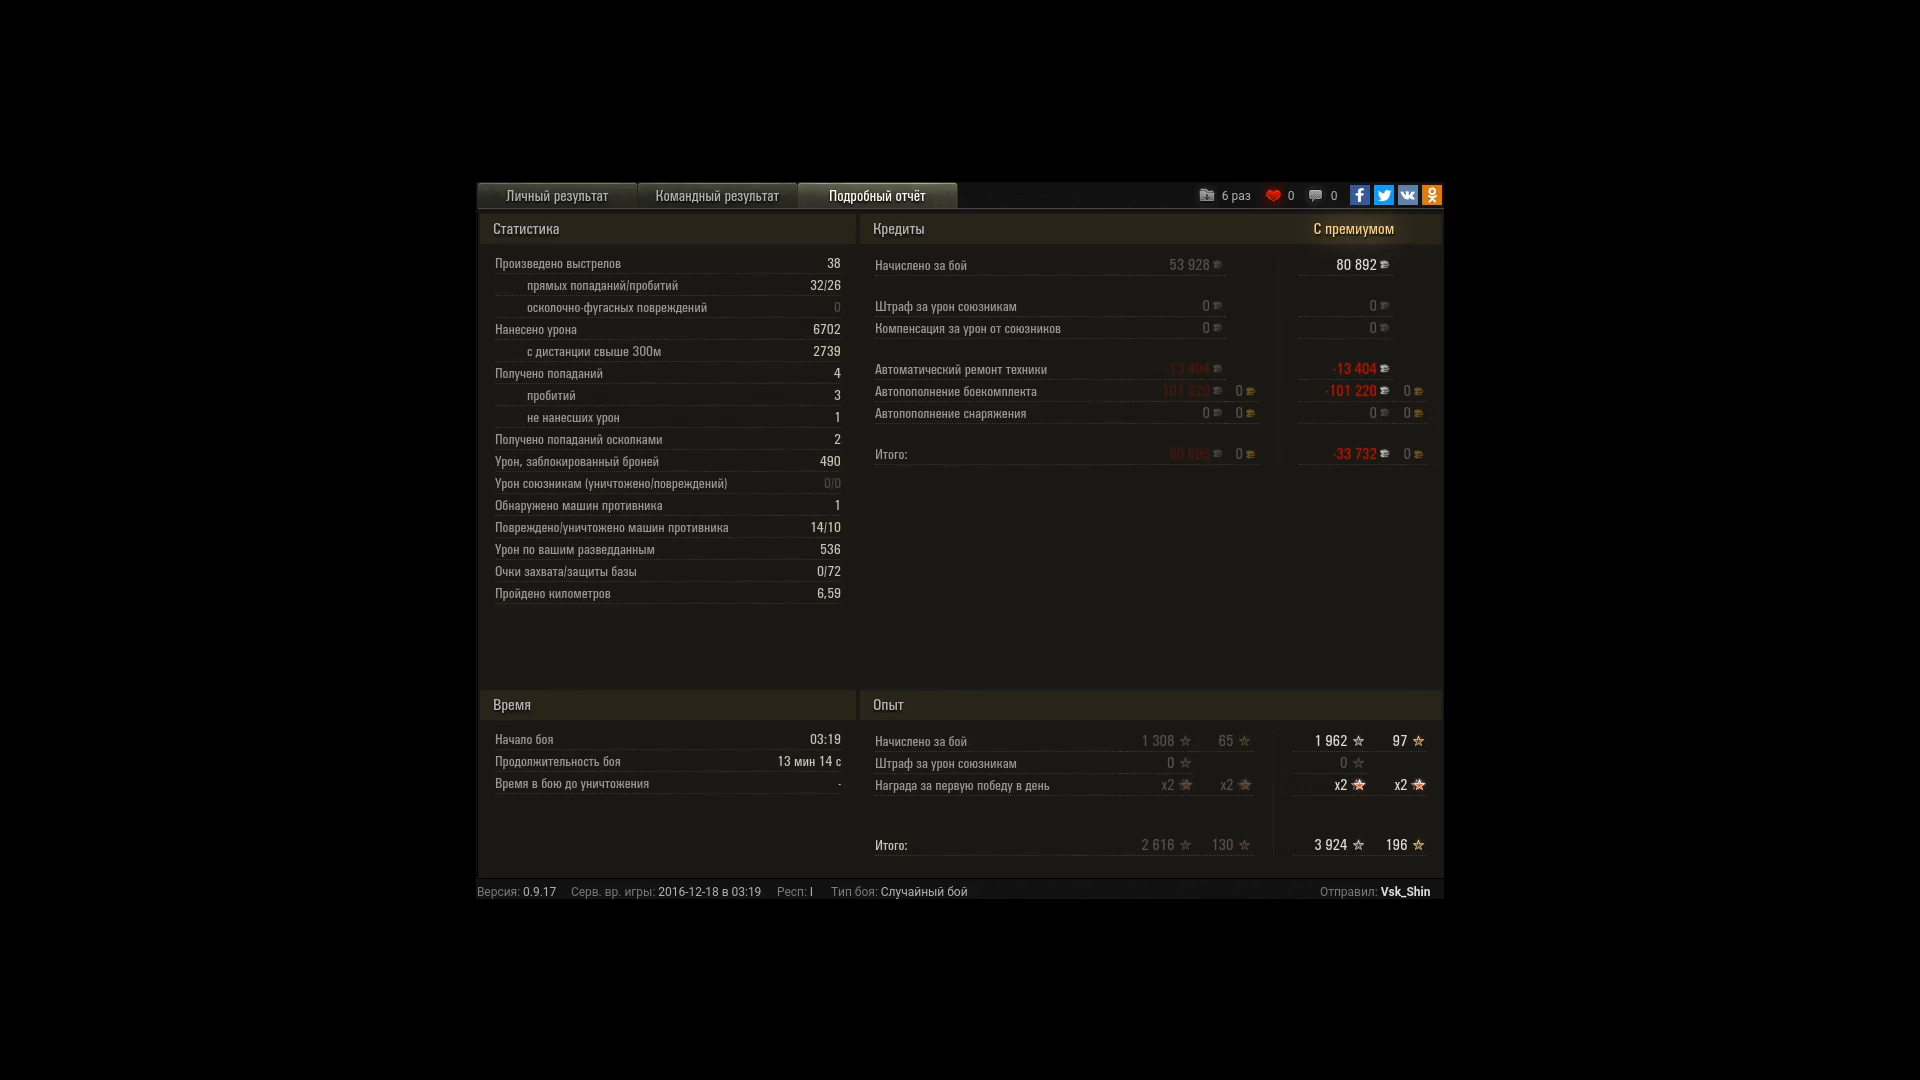 Личный результат Командный результат Подробный отчёт 6 раз 0 0
Статистика
Произведено выстрелов 38
прямых попаданий/пробитий 32/26
осколочно-фугасных повреждений 0
Нанесено урона 6702
с дистанции свыше 300м 2739
Получено попаданий 4
пробитий 3
не нанесших урон 1
Получено попаданий осколками 2
Урон, заблокированный броней 490
Урон союзникам (уничтожено/повреждений) 0/0
Обнаружено машин противника 1
Повреждено/уничтожено машин противника 14/10
Урон по вашим разведданным 536
Очки захвата/защиты базы 0/72
Пройдено километров 6,59
Кредиты С премиумом
Начислено за бой 53 928 80 892
Штраф за урон союзникам 0 0
Компенсация за урон от союзников 0 0
Автоматический ремонт техники -13 404 -13 404
Автопополнение боекомплекта -101 220 0 -101 220 0
Автопополнение снаряжения 0 0 0 0
Итого: 0 -33 732 0
Время
Начало боя 03:19
Продолжительность боя 13 мин 14 с
Время в бою до уничтожения -
Опыт
Начислено за бой 1 308 65 1 962 97
Штраф за урон союзникам 0 0
Награда за первую победу в день x2 x2 x2 x2
Итого: 2 616 130 3 924 196
Версия: 0.9.17 Серв. вр. игры: 2016-12-18 в 03:19 Респ: I Тип боя: Случайный бой Отправил: Vsk_Shin